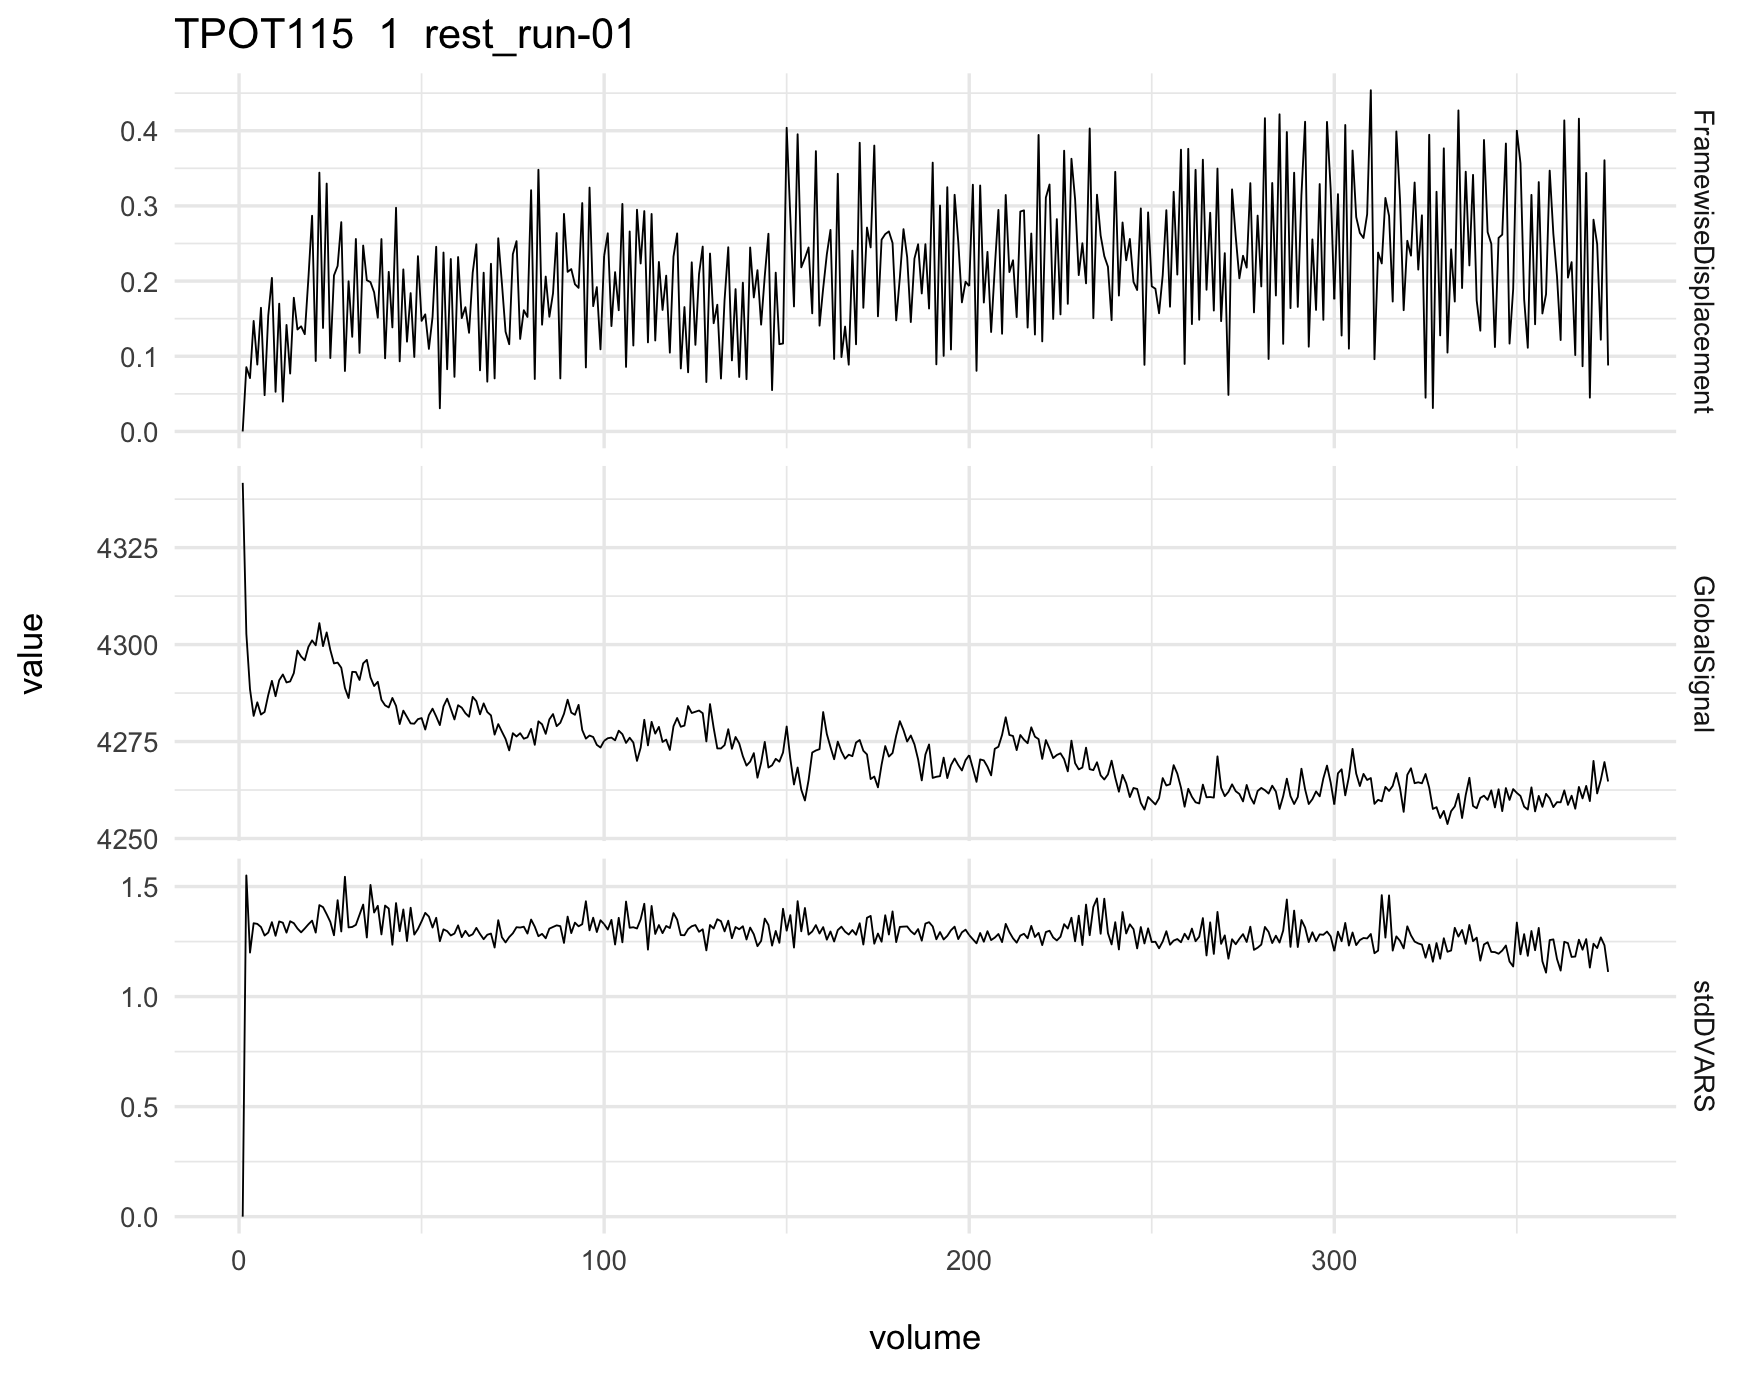 TPOT115 1 rest_run-01
0.4
0.3
0.2
0.1
0.0
FramewiseDisplacement
4325
4300
4275
4250
GlobalSignal
1.5
1.0
0.5
0.0
stdDVARS
value
0 100 200 300
volume